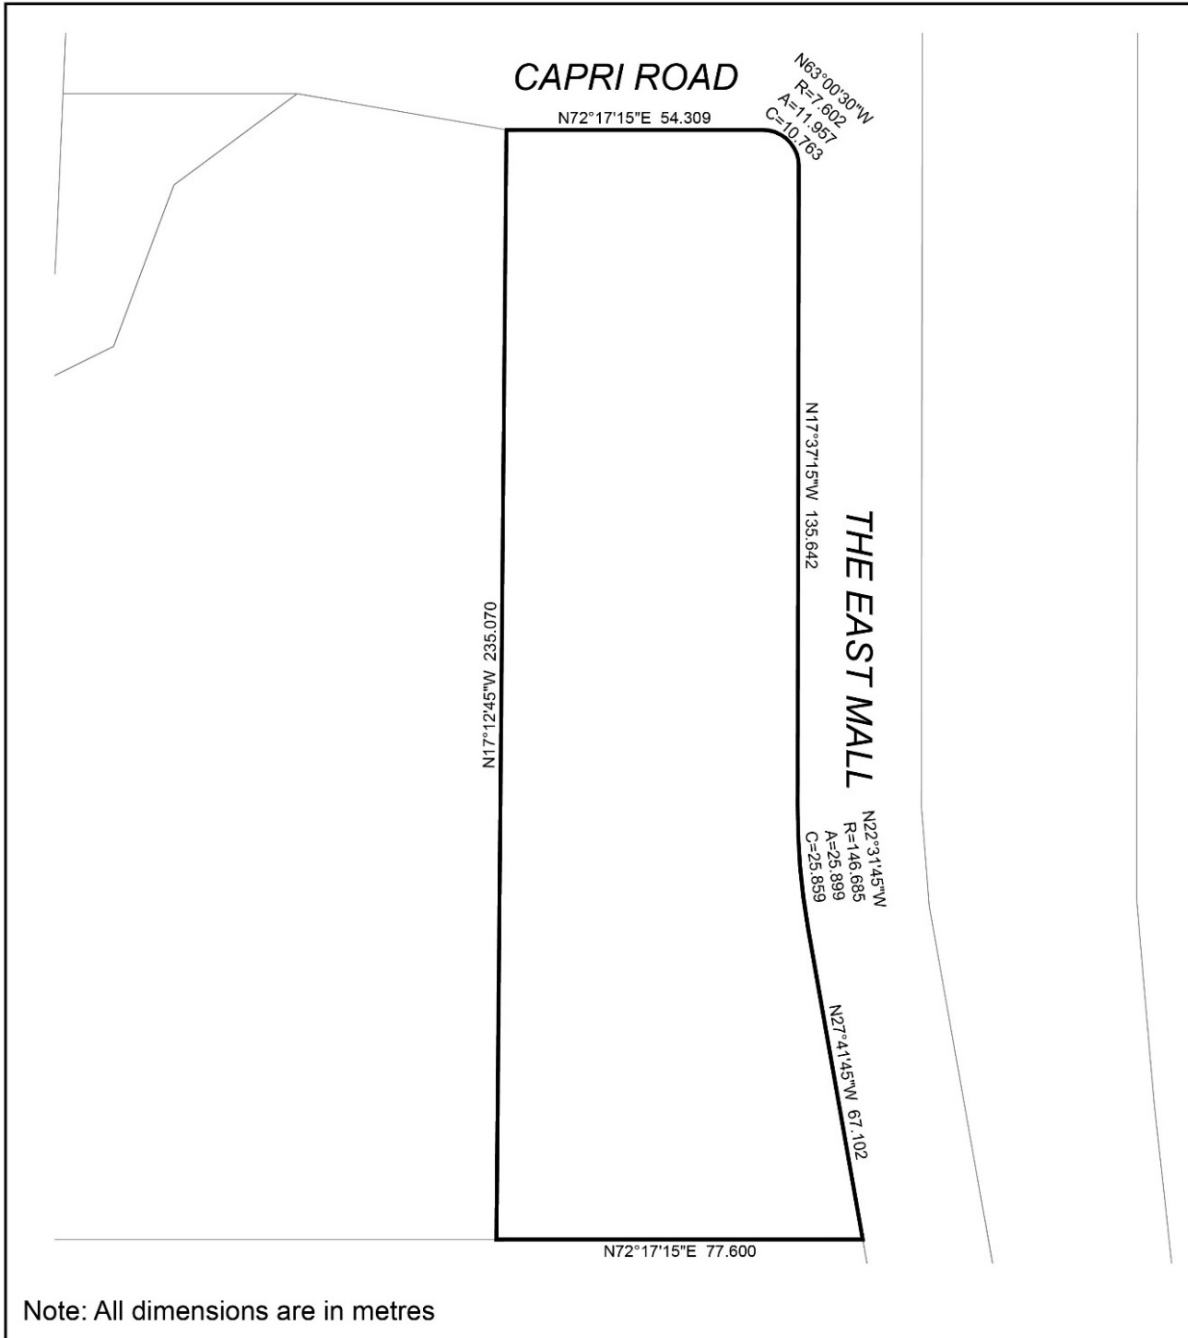 CAPRI ROAD
N72°17'15"E 54.309
N63°00'30"W
R=7.602
A=11.957
C=10.763
N17°37'15"W 135.642
THE EAST MALL
N17°12'45"W 235.070
N22°31'45"W
R=146.685
A=25.899
C=25.859
N27°41'45"W 67.102
N72°17'15"E 77.600
Note: All dimensions are in metres